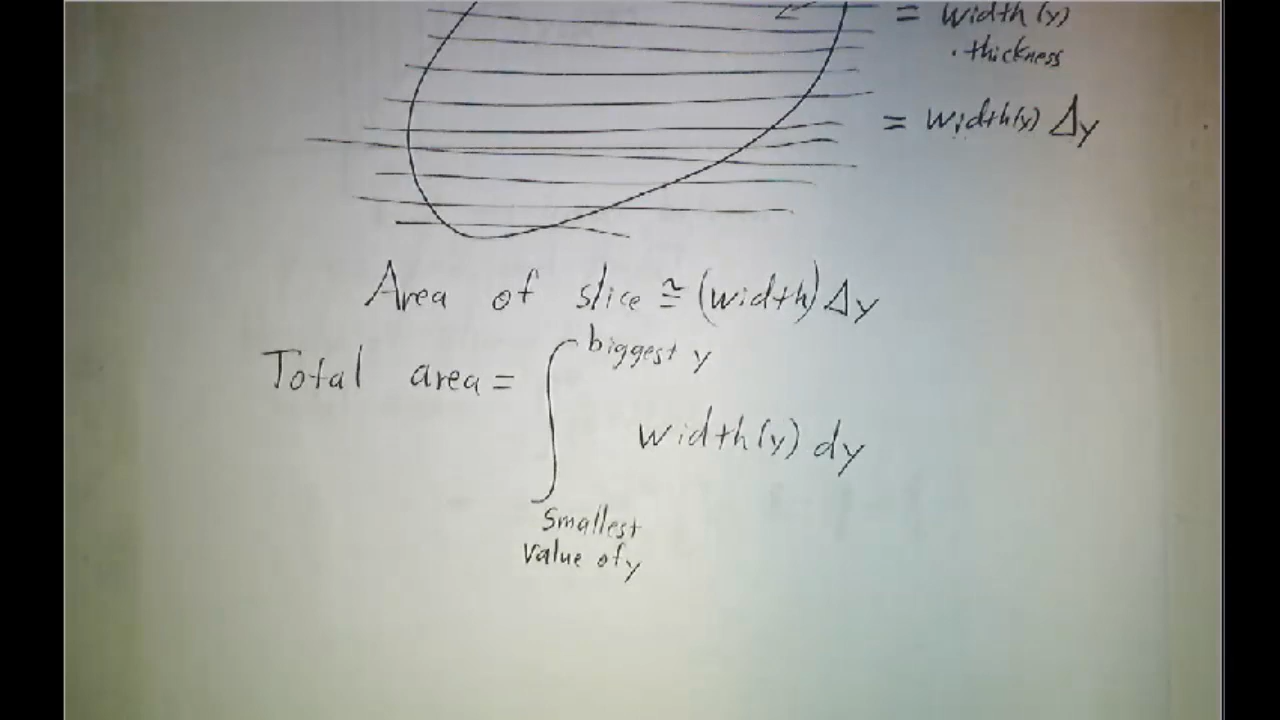 = width(y)
· thickness
= width(y) Δy
Area of slice ≅ (width) Δy
biggest y
Total area = ∫
width(y) dy
Smallest
value of y